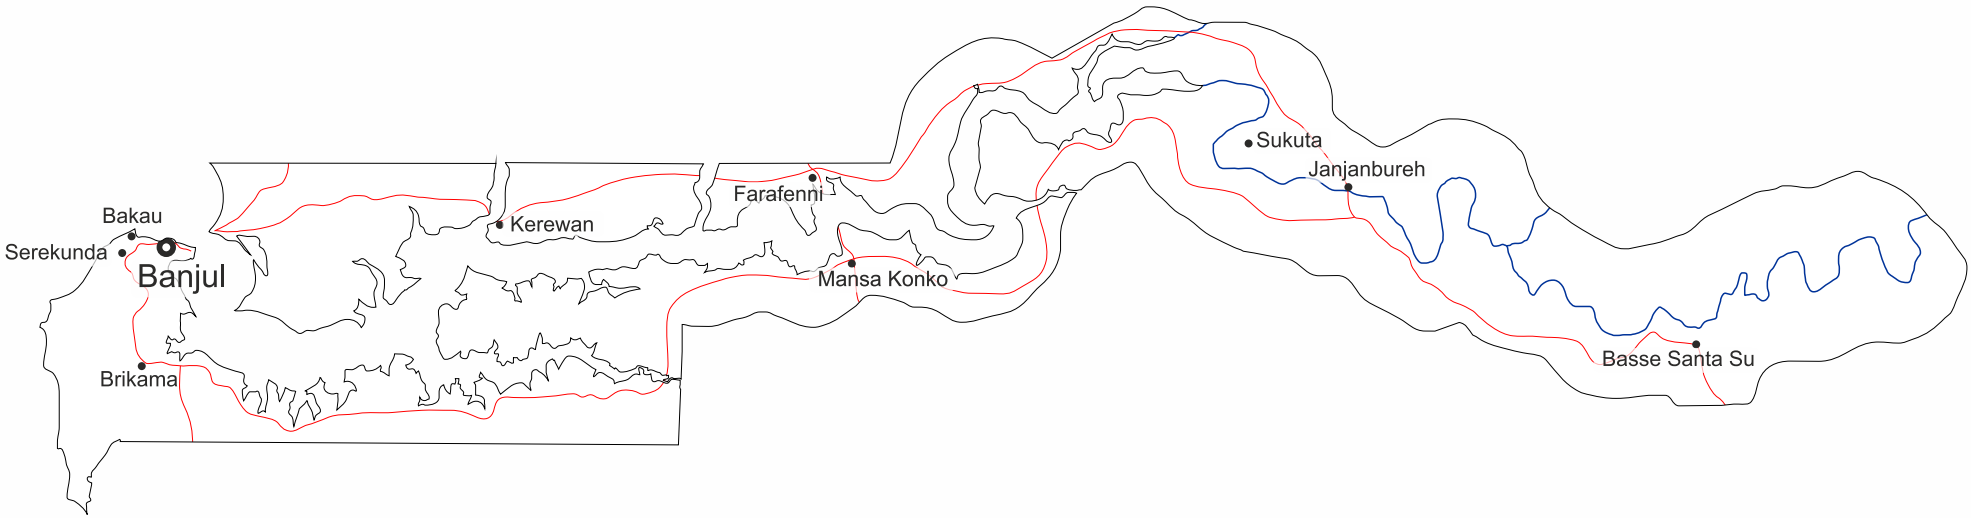 Sukuta
Janjanbureh
Farafenni
Bakau
Kerewan
Serekunda
Banjul
Mansa Konko
Basse Santa Su
Brikama